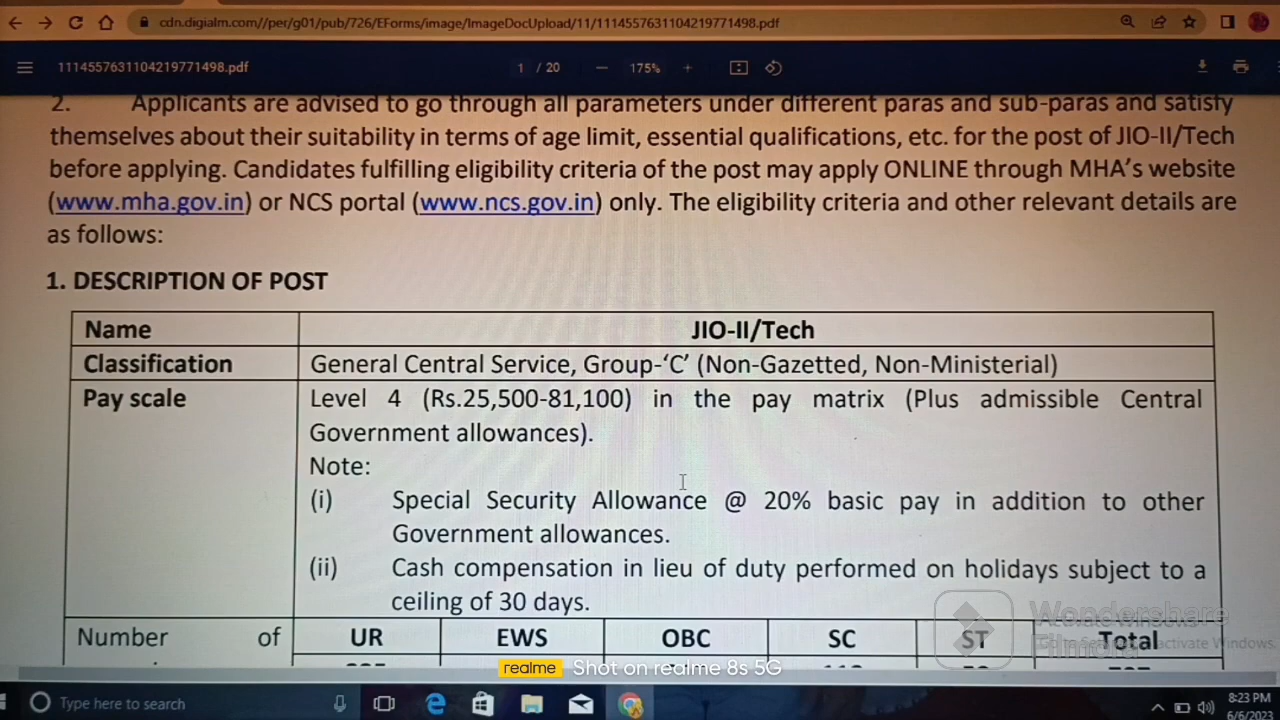 cdn.digialm.com//per/g01/pub/726/EForms/image/ImageDocUpload/11/1114557631104219771498.pdf
1114557631104219771498.pdf 1 / 20 175%
2. Applicants are advised to go through all parameters under different paras and sub-paras and satisfy
themselves about their suitability in terms of age limit, essential qualifications, etc. for the post of JIO-II/Tech
before applying. Candidates fulfilling eligibility criteria of the post may apply ONLINE through MHA's website
(www.mha.gov.in) or NCS portal (www.ncs.gov.in) only. The eligibility criteria and other relevant details are
as follows:
1. DESCRIPTION OF POST
Name JIO-II/Tech
Classification General Central Service, Group-'C' (Non-Gazetted, Non-Ministerial)
Pay scale Level 4 (Rs.25,500-81,100) in the pay matrix (Plus admissible Central
Government allowances).
Note:
(i) Special Security Allowance @ 20% basic pay in addition to other
Government allowances.
(ii) Cash compensation in lieu of duty performed on holidays subject to a
ceiling of 30 days.
Wondershare
Number of UR EWS OBC SC ST Total
Filmora
activate Windows.
realme Shot on realme 8s 5G
Type here to search
8:23 PM
6/6/2023